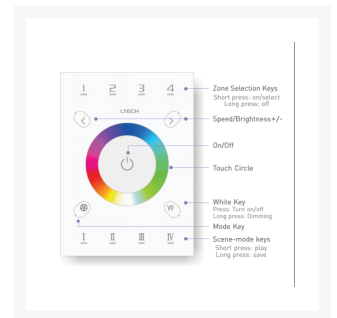 1 2 3 4
LTECH
W
I II III IV
Zone Selection Keys
Short press: on/select
Long press: off
Speed/Brightness+/-
On/Off
Touch Circle
White Key
Press: Turn on/off
Long press: Dimming
Mode Key
Scene-mode keys
Short press: play
Long press: save